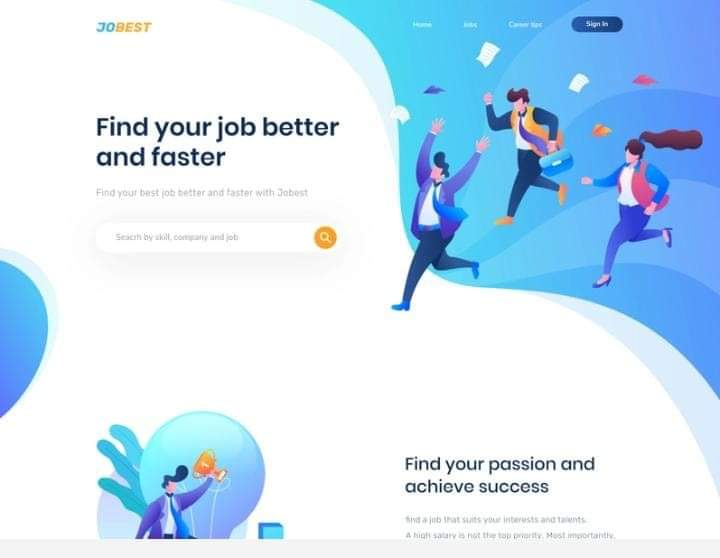 JOBEST
Home Jobs Career tips Sign In
Find your job better
and faster
Find your best job better and faster with Jobest
Seacrh by skill, company and job
Find your passion and
achieve success
find a job that suits your interests and talents.
A high salary is not the top priority. Most importantly,